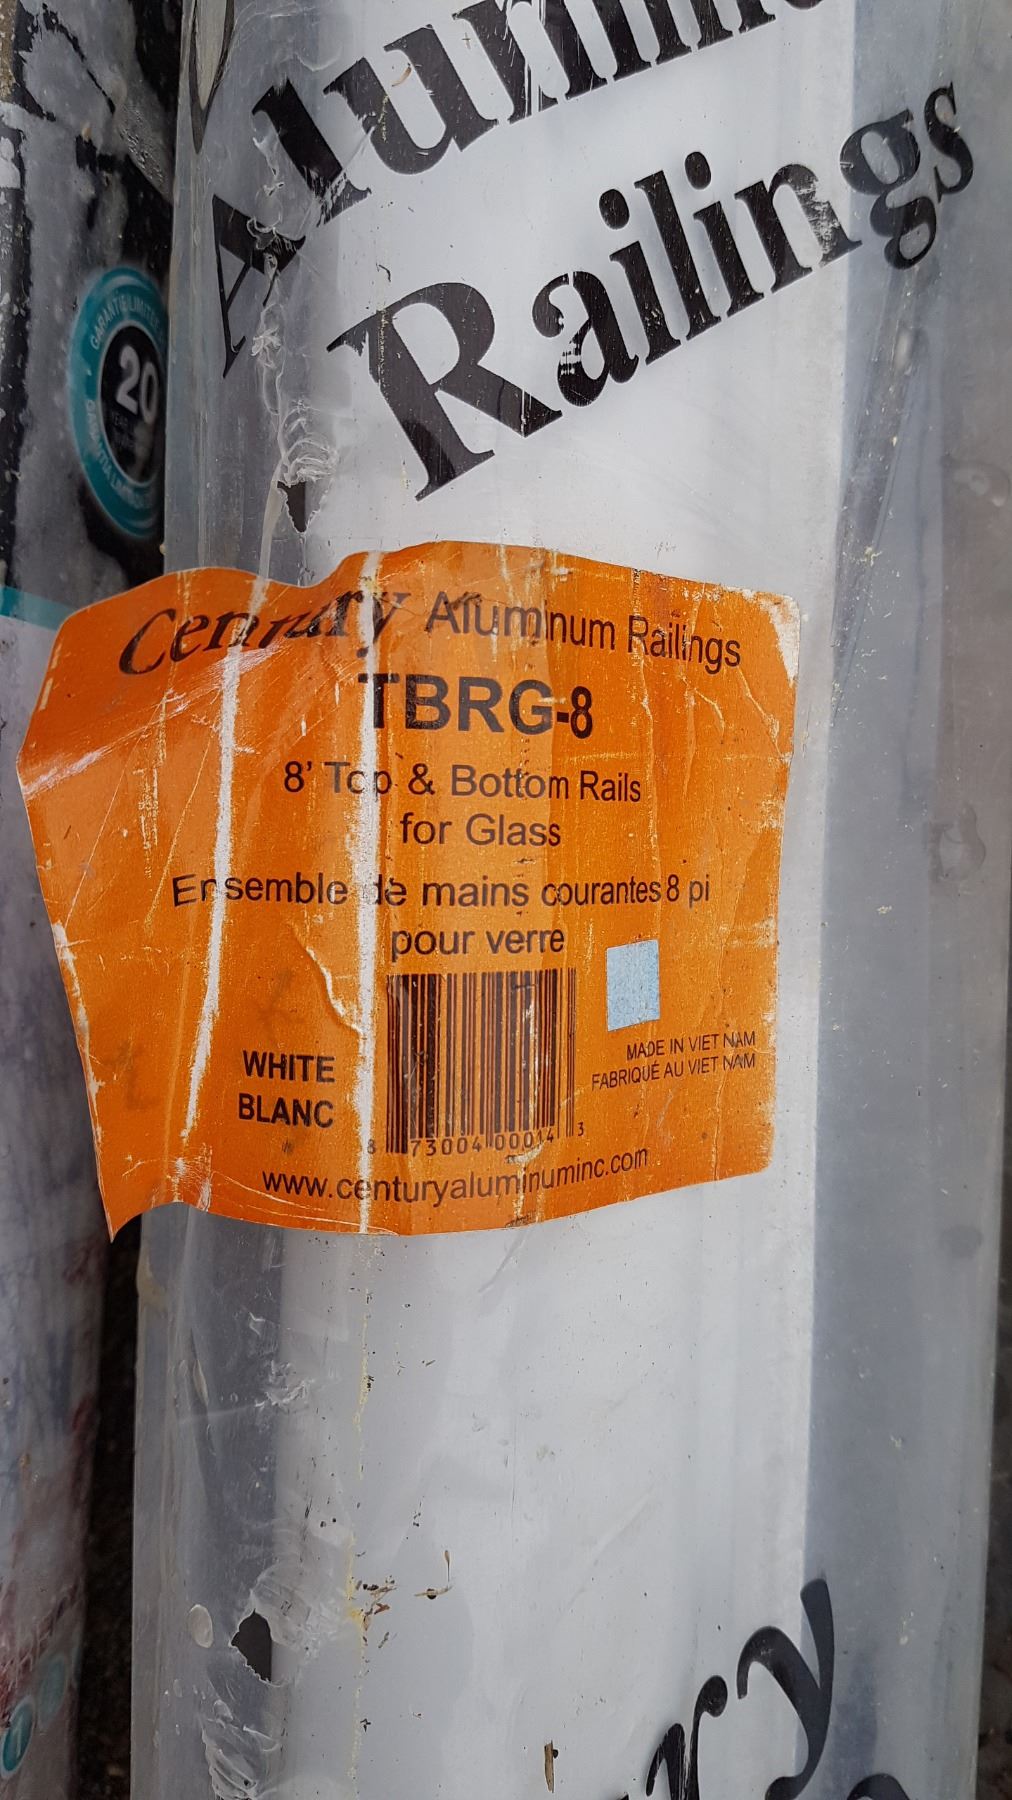 Railings
GARANTIE LIMITÉE
20
Century Aluminum Railings
TBRG-8
8' Top & Bottom Rails
for Glass
Ensemble de mains courantes 8 pi
pour verre
MADE IN VIET NAM
FABRIQUÉ AU VIET NAM
WHITE
BLANC
8 73004 00014 3
www.centuryaluminuminc.com